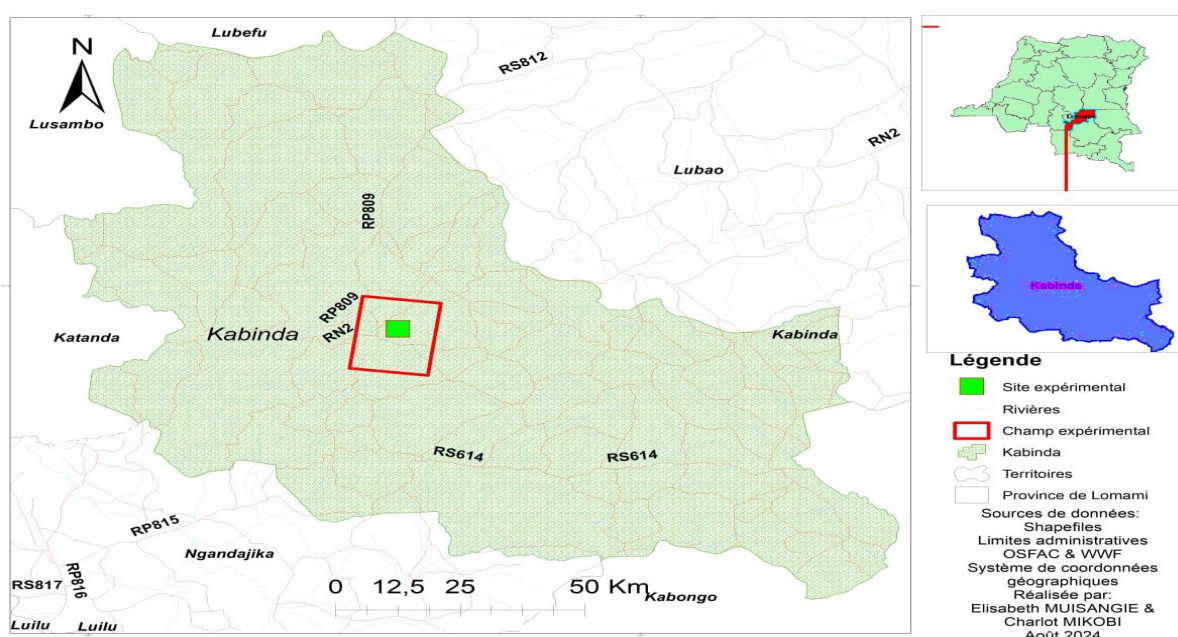 Lubefu
N
RS812
Lusambo
RN2
Lubao
RP809
RP809
RN2
Katanda
Kabinda
Kabinda
RS614
RS614
RP815
Ngandajika
RS817
RP816
0 12,5 25 50 Km
Kabongo
Luilu
Luilu
Kabinda
Légende
Site expérimental
Rivières
Champ expérimental
Kabinda
Territoires
Province de Lomami
Sources de données:
Shapefiles
Limites administratives
OSFAC & WWF
Système de coordonnées
géographiques
Réalisée par:
Elisabeth MUISANGIE &
Charlot MIKOBI
Août 2024